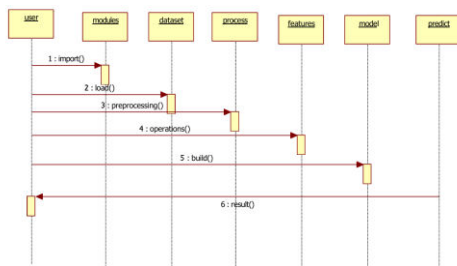 user
modules
dataset
process
features
model
predict
1 : import()
2 : load()
3 : preprocessing()
4 : operations()
5 : build()
6 : result()